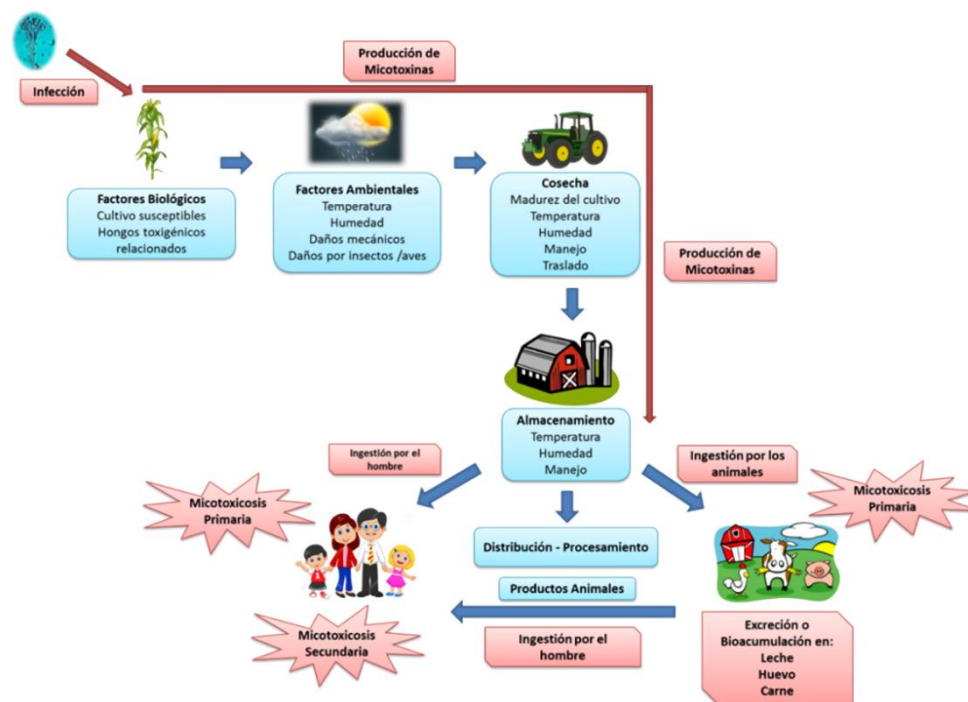 Producción de
Micotoxinas
Infección
Factores Biológicos
Cultivo susceptibles
Hongos toxigénicos
relacionados
Factores Ambientales
Temperatura
Humedad
Daños mecánicos
Daños por insectos /aves
Cosecha
Madurez del cultivo
Temperatura
Humedad
Manejo
Traslado
Producción de
Micotoxinas
Almacenamiento
Temperatura
Humedad
Manejo
Ingestión por el
hombre
Ingestión por los
animales
Micotoxicosis
Primaria
Micotoxicosis
Primaria
Distribución - Procesamiento
Productos Animales
Ingestión por el
hombre
Micotoxicosis
Secundaria
Excreción o
Bioacumulación en:
Leche
Huevo
Carne